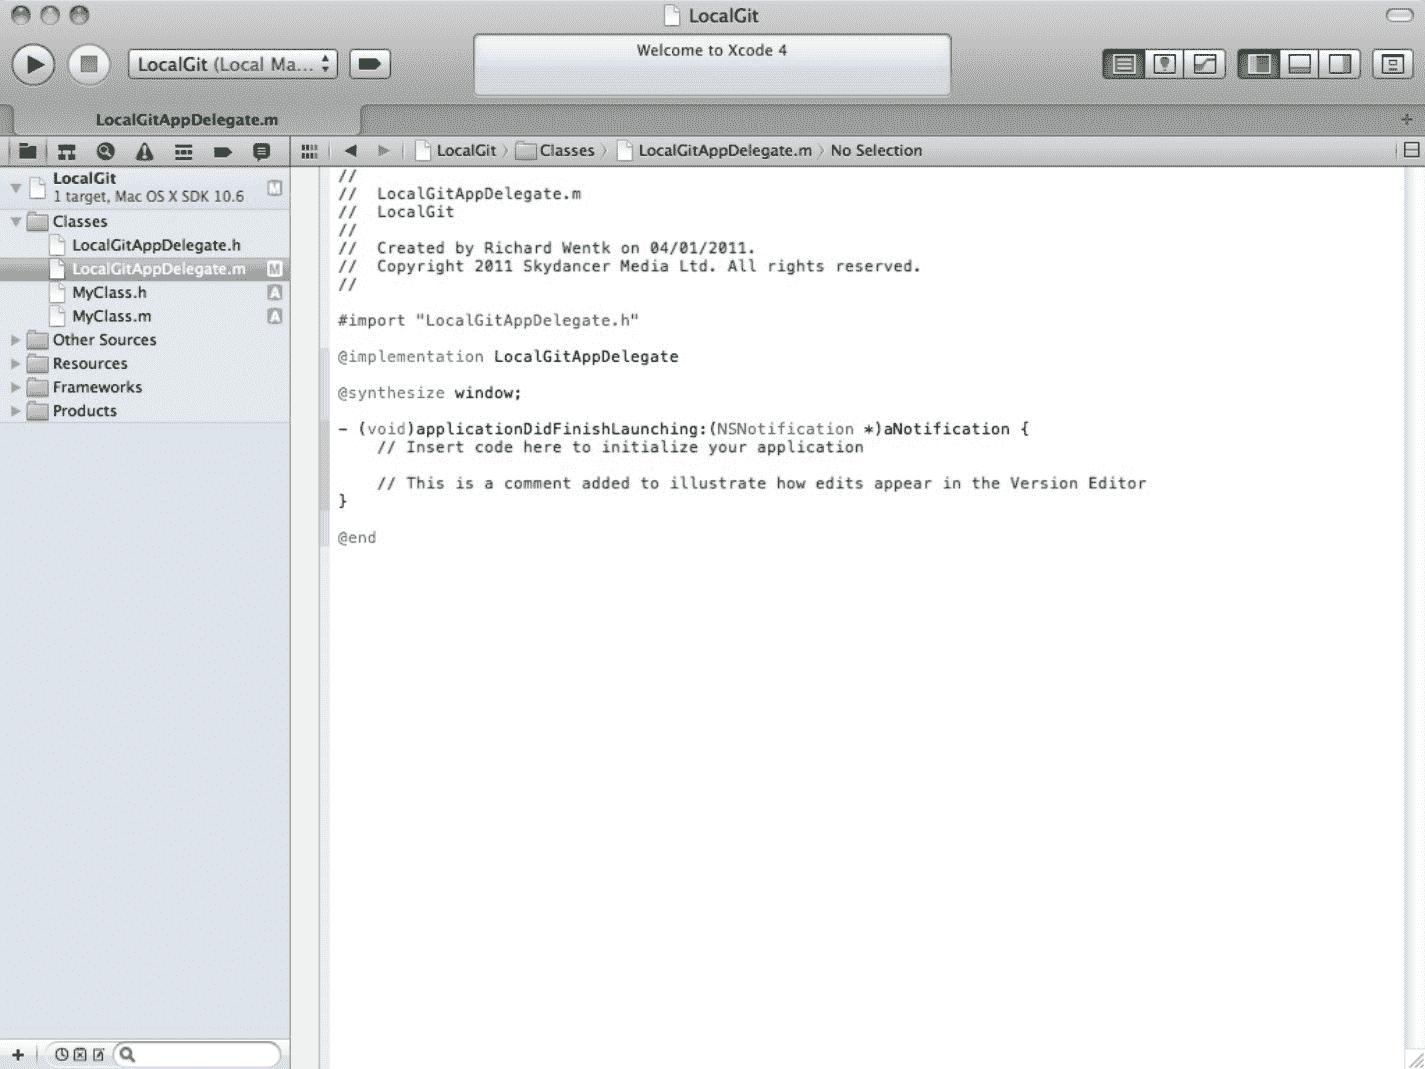 LocalGit
LocalGit (Local Ma...
Welcome to Xcode 4
LocalGitAppDelegate.m
LocalGit
Classes
LocalGitAppDelegate.m
No Selection
LocalGit
M
1 target, Mac OS X SDK 10.6
Classes
LocalGitAppDelegate.h
LocalGitAppDelegate.m
M
MyClass.h
A
MyClass.m
A
Other Sources
Resources
Frameworks
Products
//
// LocalGitAppDelegate.m
// LocalGit
//
// Created by Richard Wentk on 04/01/2011.
// Copyright 2011 Skydancer Media Ltd. All rights reserved.
//
#import "LocalGitAppDelegate.h"
@implementation LocalGitAppDelegate
@synthesize window;
- (void)applicationDidFinishLaunching:(NSNotification *)aNotification {
// Insert code here to initialize your application
// This is a comment added to illustrate how edits appear in the Version Editor
}
@end